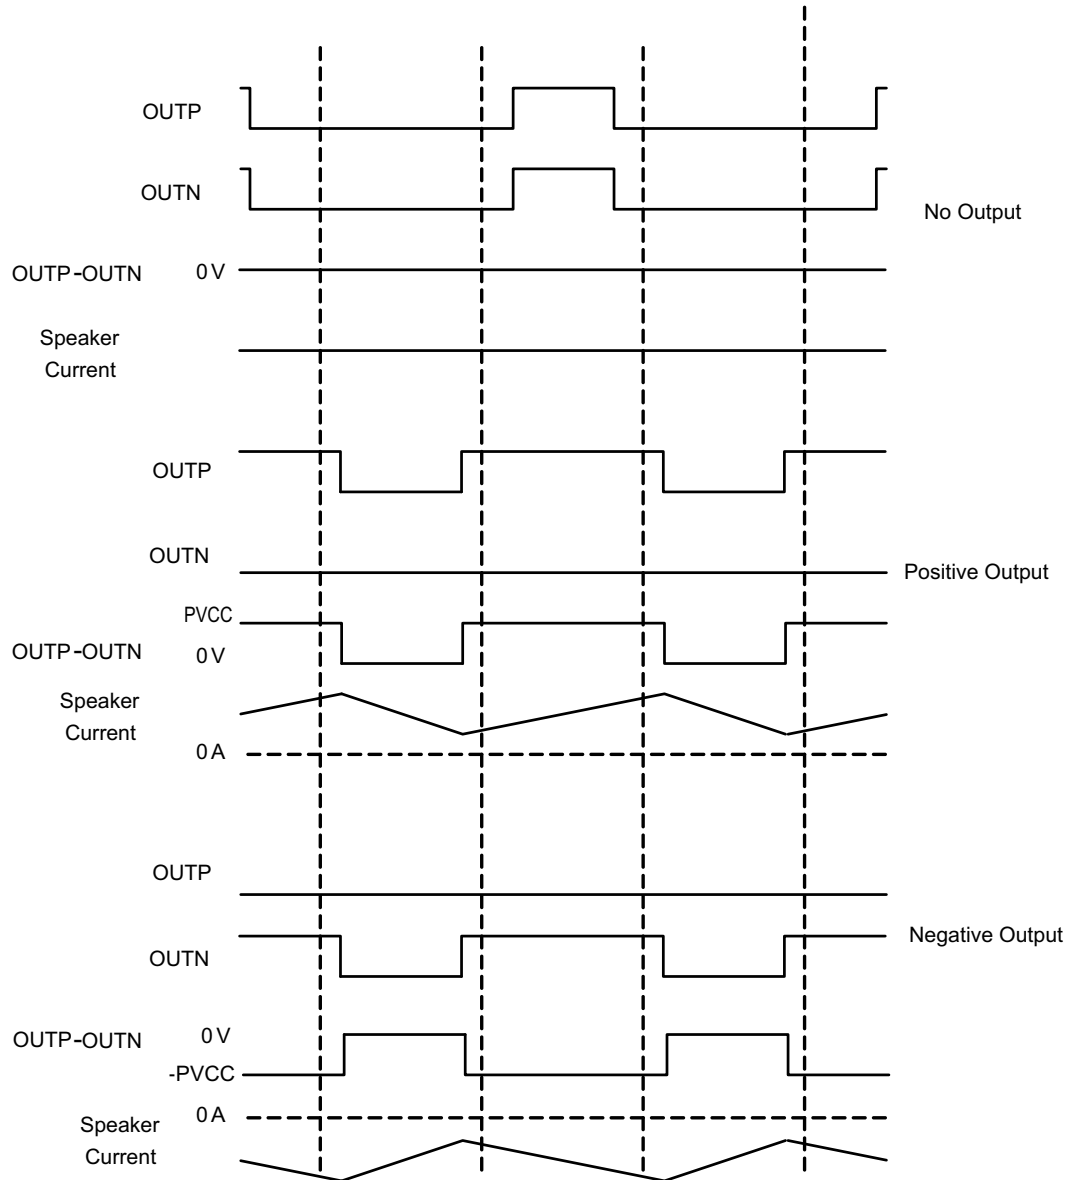 OUTP
OUTN
No Output
OUTP-OUTN 0 V
Speaker
Current
OUTP
OUTN
Positive Output
PVCC
OUTP-OUTN 0 V
Speaker
Current
0 A
OUTP
Negative Output
OUTN
OUTP-OUTN 0 V
-PVCC
0 A
Speaker
Current